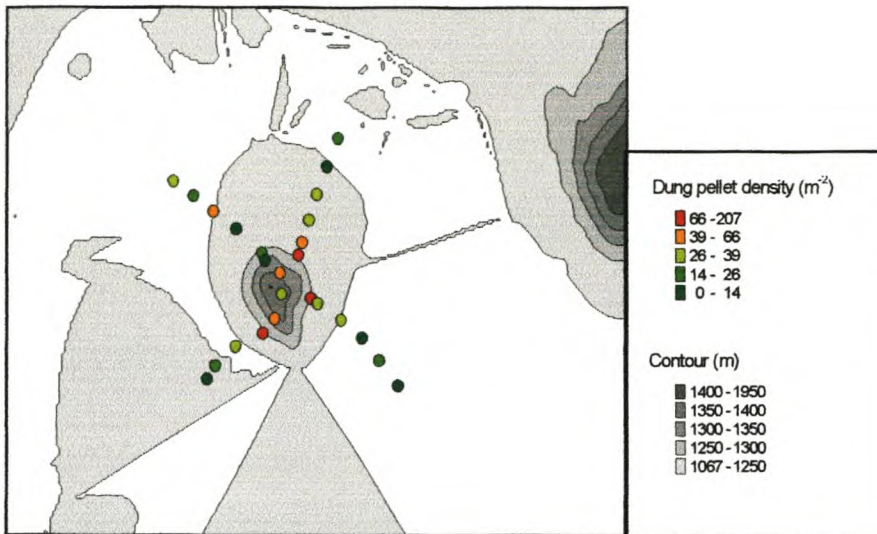 Dung pellet density (m⁻²)
66 - 207
39 - 66
26 - 39
14 - 26
0 - 14
Contour (m)
1400 - 1950
1350 - 1400
1300 - 1350
1250 - 1300
1067 - 1250